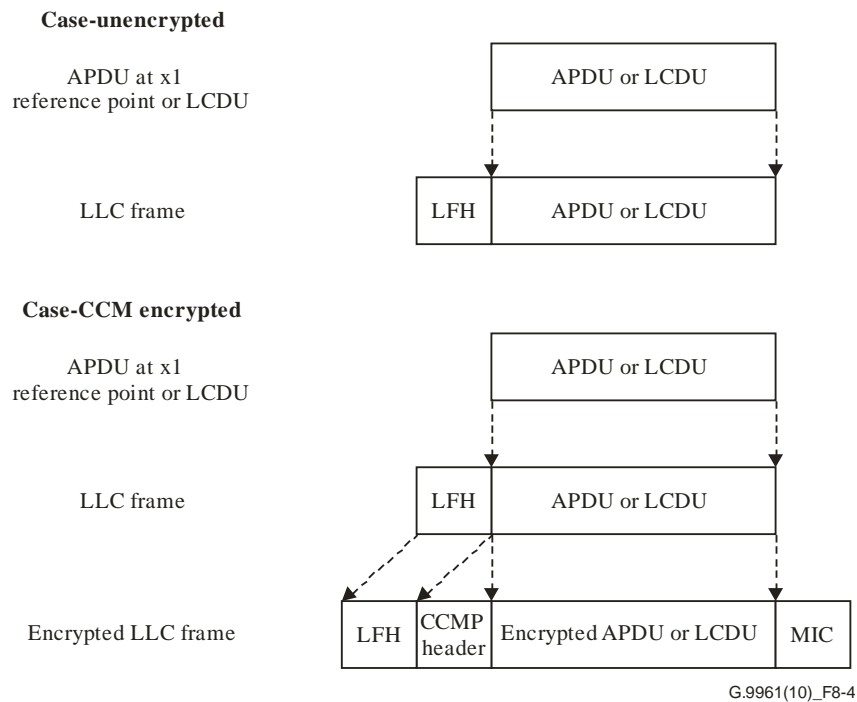 Case-unencrypted
APDU at x1
reference point or LCDU
APDU or LCDU
LLC frame
LFH
APDU or LCDU
Case-CCM encrypted
APDU at x1
reference point or LCDU
APDU or LCDU
LLC frame
LFH
APDU or LCDU
Encrypted LLC frame
LFH
CCMP
header
Encrypted APDU or LCDU
MIC
G.9961(10)_F8-4